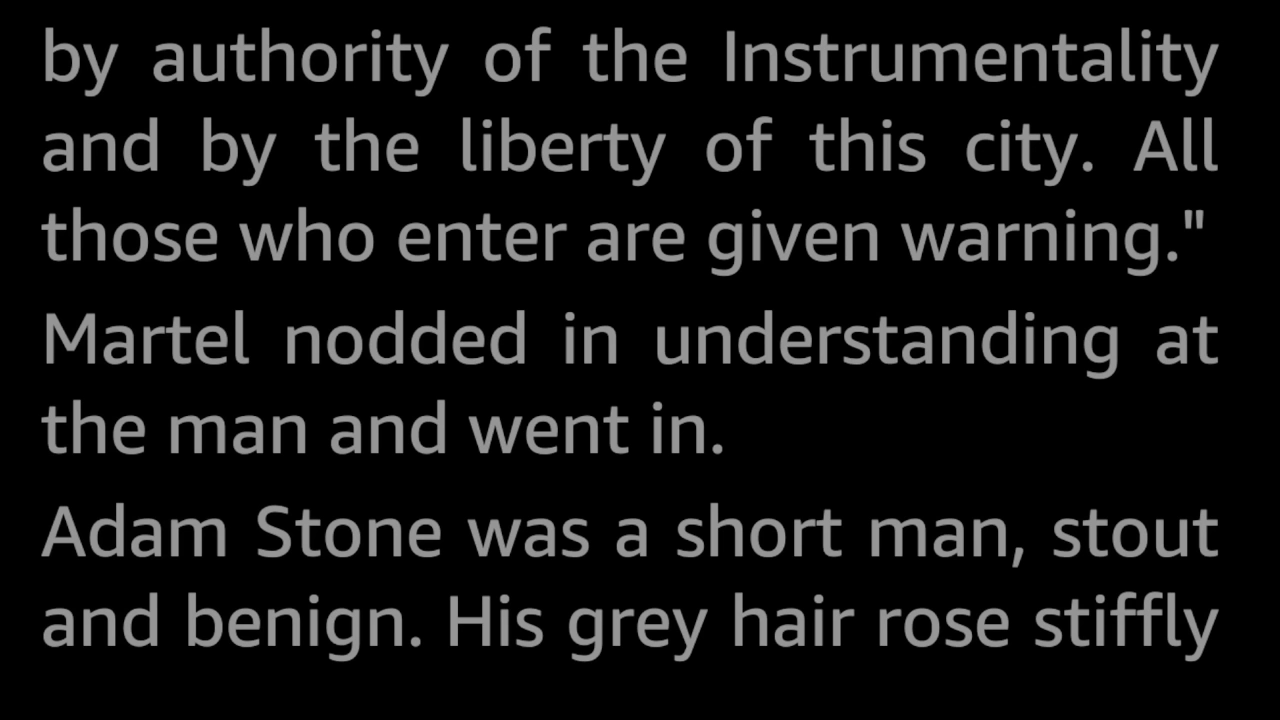 by authority of the Instrumentality
and by the liberty of this city. All
those who enter are given warning."
Martel nodded in understanding at
the man and went in.
Adam Stone was a short man, stout
and benign. His grey hair rose stiffly